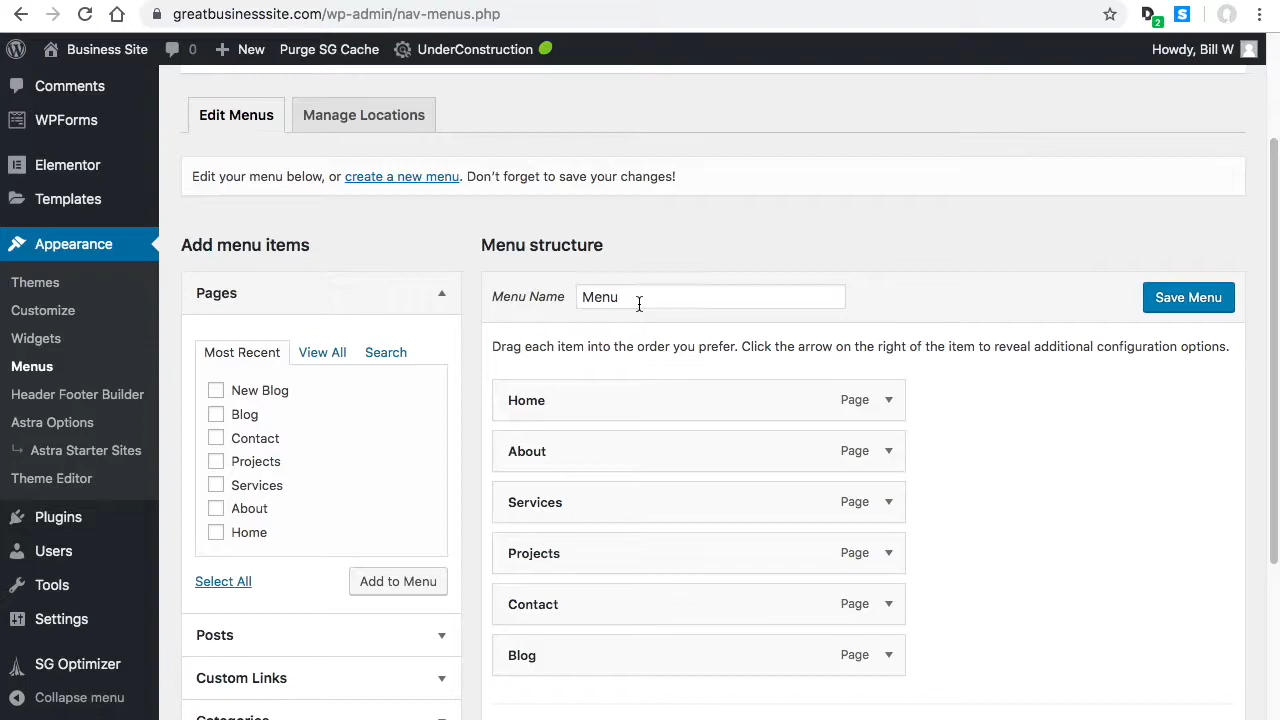 greatbusinesssite.com/wp-admin/nav-menus.php
2
Business Site 0 New Purge SG Cache UnderConstruction Howdy, Bill W
Comments
WPForms
Elementor
Templates
Appearance
Themes
Customize
Widgets
Menus
Header Footer Builder
Astra Options
Astra Starter Sites
Theme Editor
Plugins
Users
Tools
Settings
SG Optimizer
Collapse menu
Edit Menus Manage Locations
Edit your menu below, or create a new menu. Don’t forget to save your changes!
Add menu items
Pages
Most Recent View All Search
New Blog
Blog
Contact
Projects
Services
About
Home
Select All Add to Menu
Posts
Custom Links
Categories
Menu structure
Menu Name Menu Save Menu
Drag each item into the order you prefer. Click the arrow on the right of the item to reveal additional configuration options.
Home Page
About Page
Services Page
Projects Page
Contact Page
Blog Page